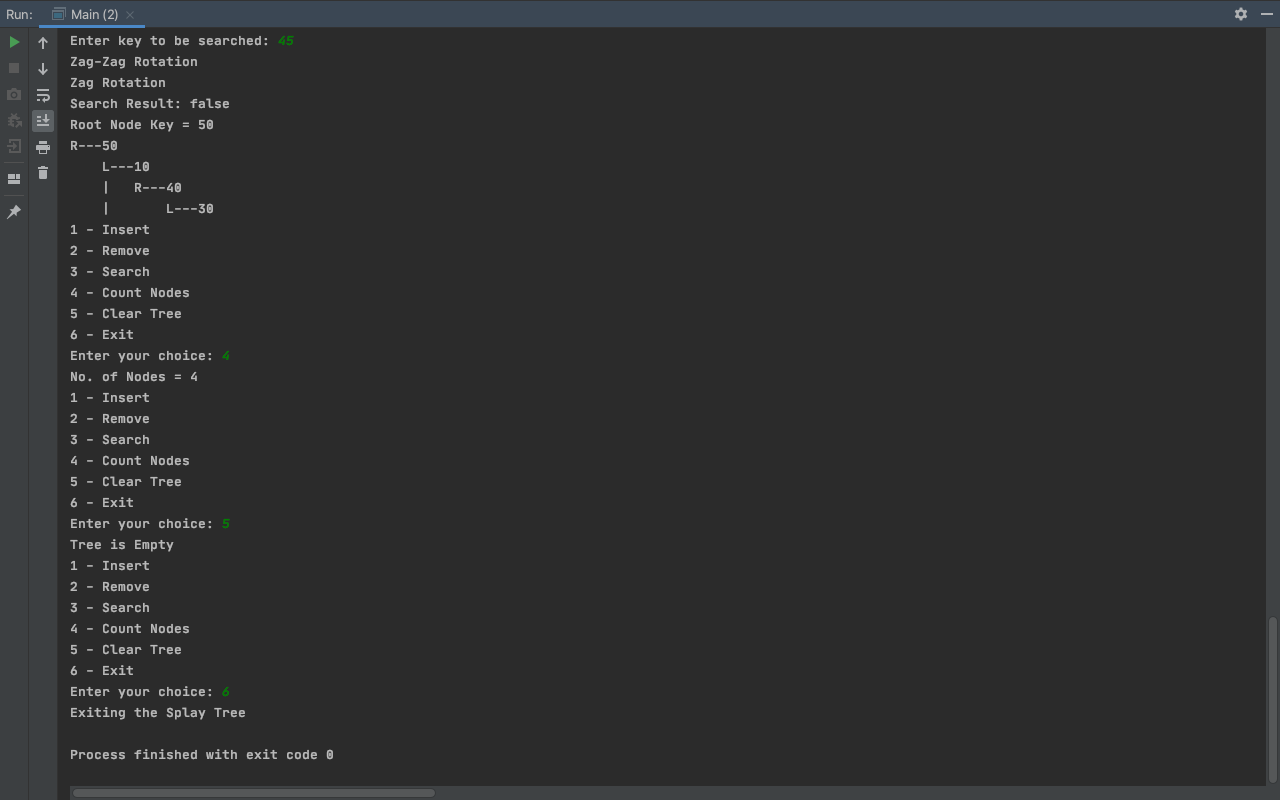 Run: Main (2)
Enter key to be searched: 45
Zag-Zag Rotation
Zag Rotation
Search Result: false
Root Node Key = 50
R---50
    L---10
    |   R---40
    |       L---30
1 - Insert
2 - Remove
3 - Search
4 - Count Nodes
5 - Clear Tree
6 - Exit
Enter your choice: 4
No. of Nodes = 4
1 - Insert
2 - Remove
3 - Search
4 - Count Nodes
5 - Clear Tree
6 - Exit
Enter your choice: 5
Tree is Empty
1 - Insert
2 - Remove
3 - Search
4 - Count Nodes
5 - Clear Tree
6 - Exit
Enter your choice: 6
Exiting the Splay Tree
Process finished with exit code 0